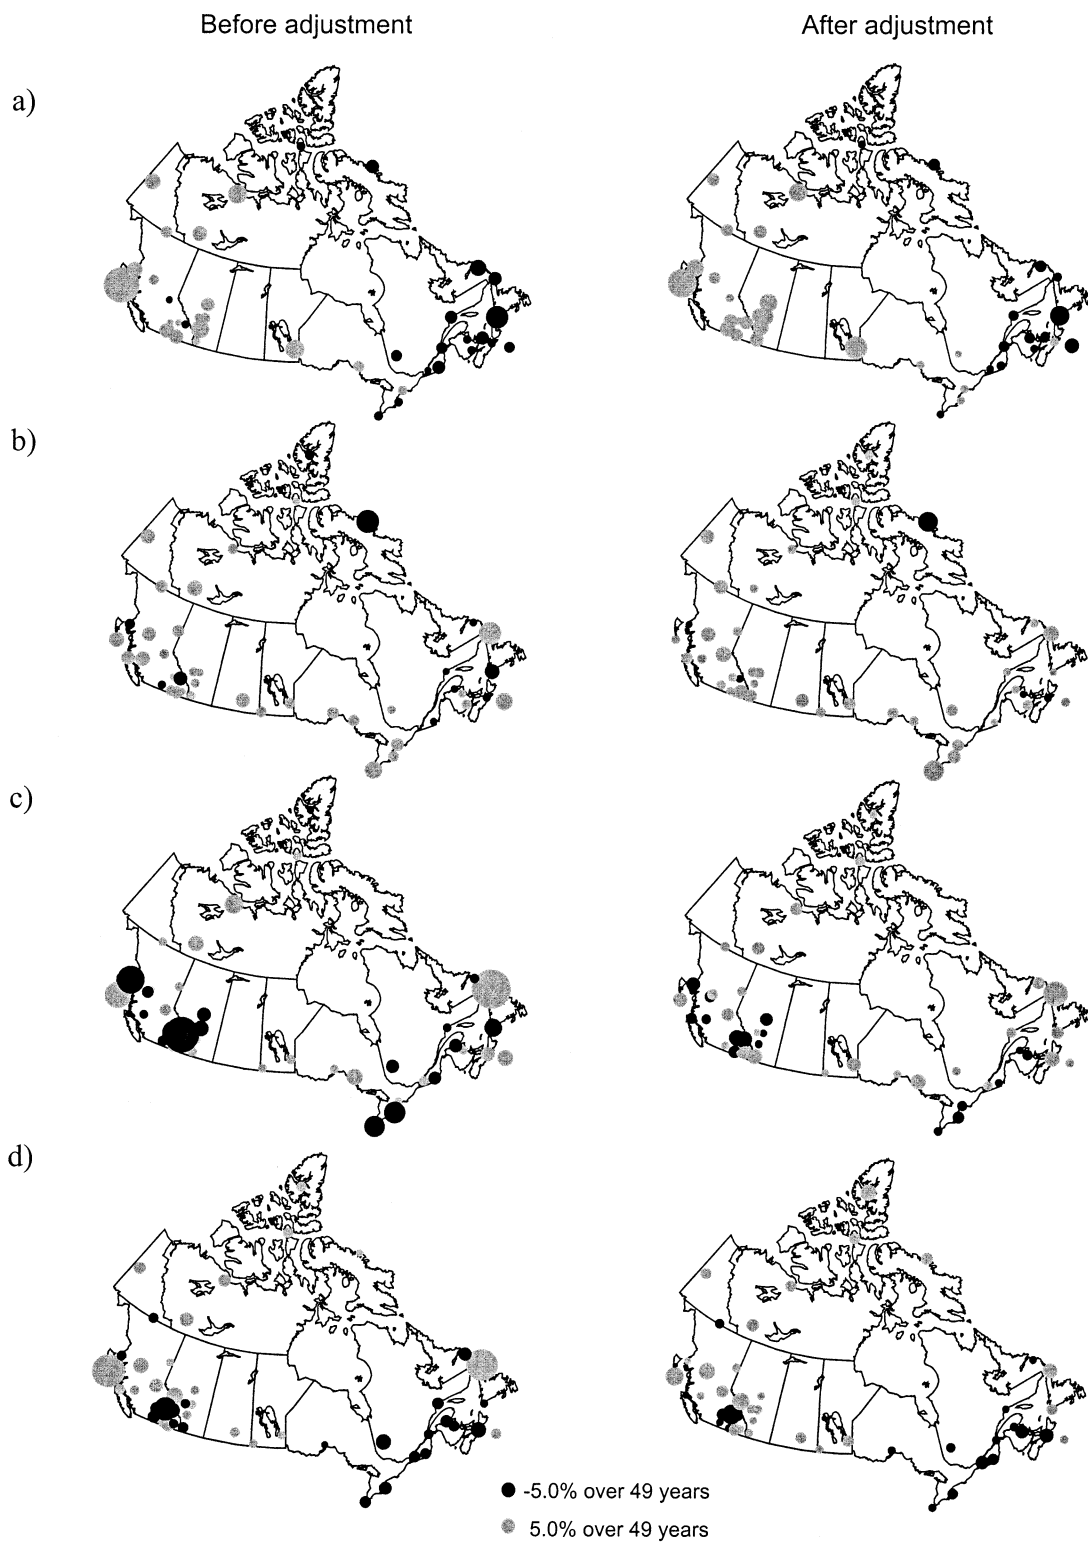 Before adjustment
After adjustment
a)
b)
c)
d)
-5.0% over 49 years
5.0% over 49 years